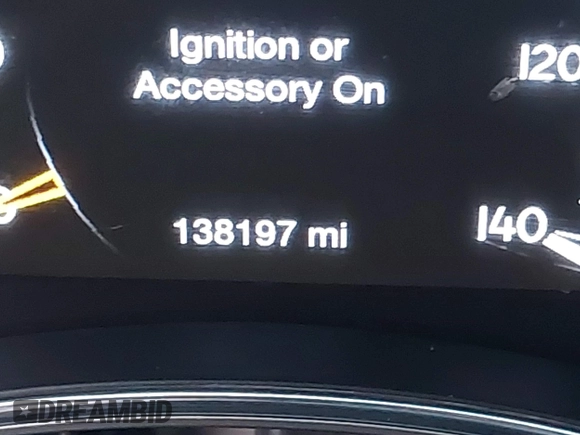 Ignition or
Accessory On
120
138197 mi
140
DREAMBID